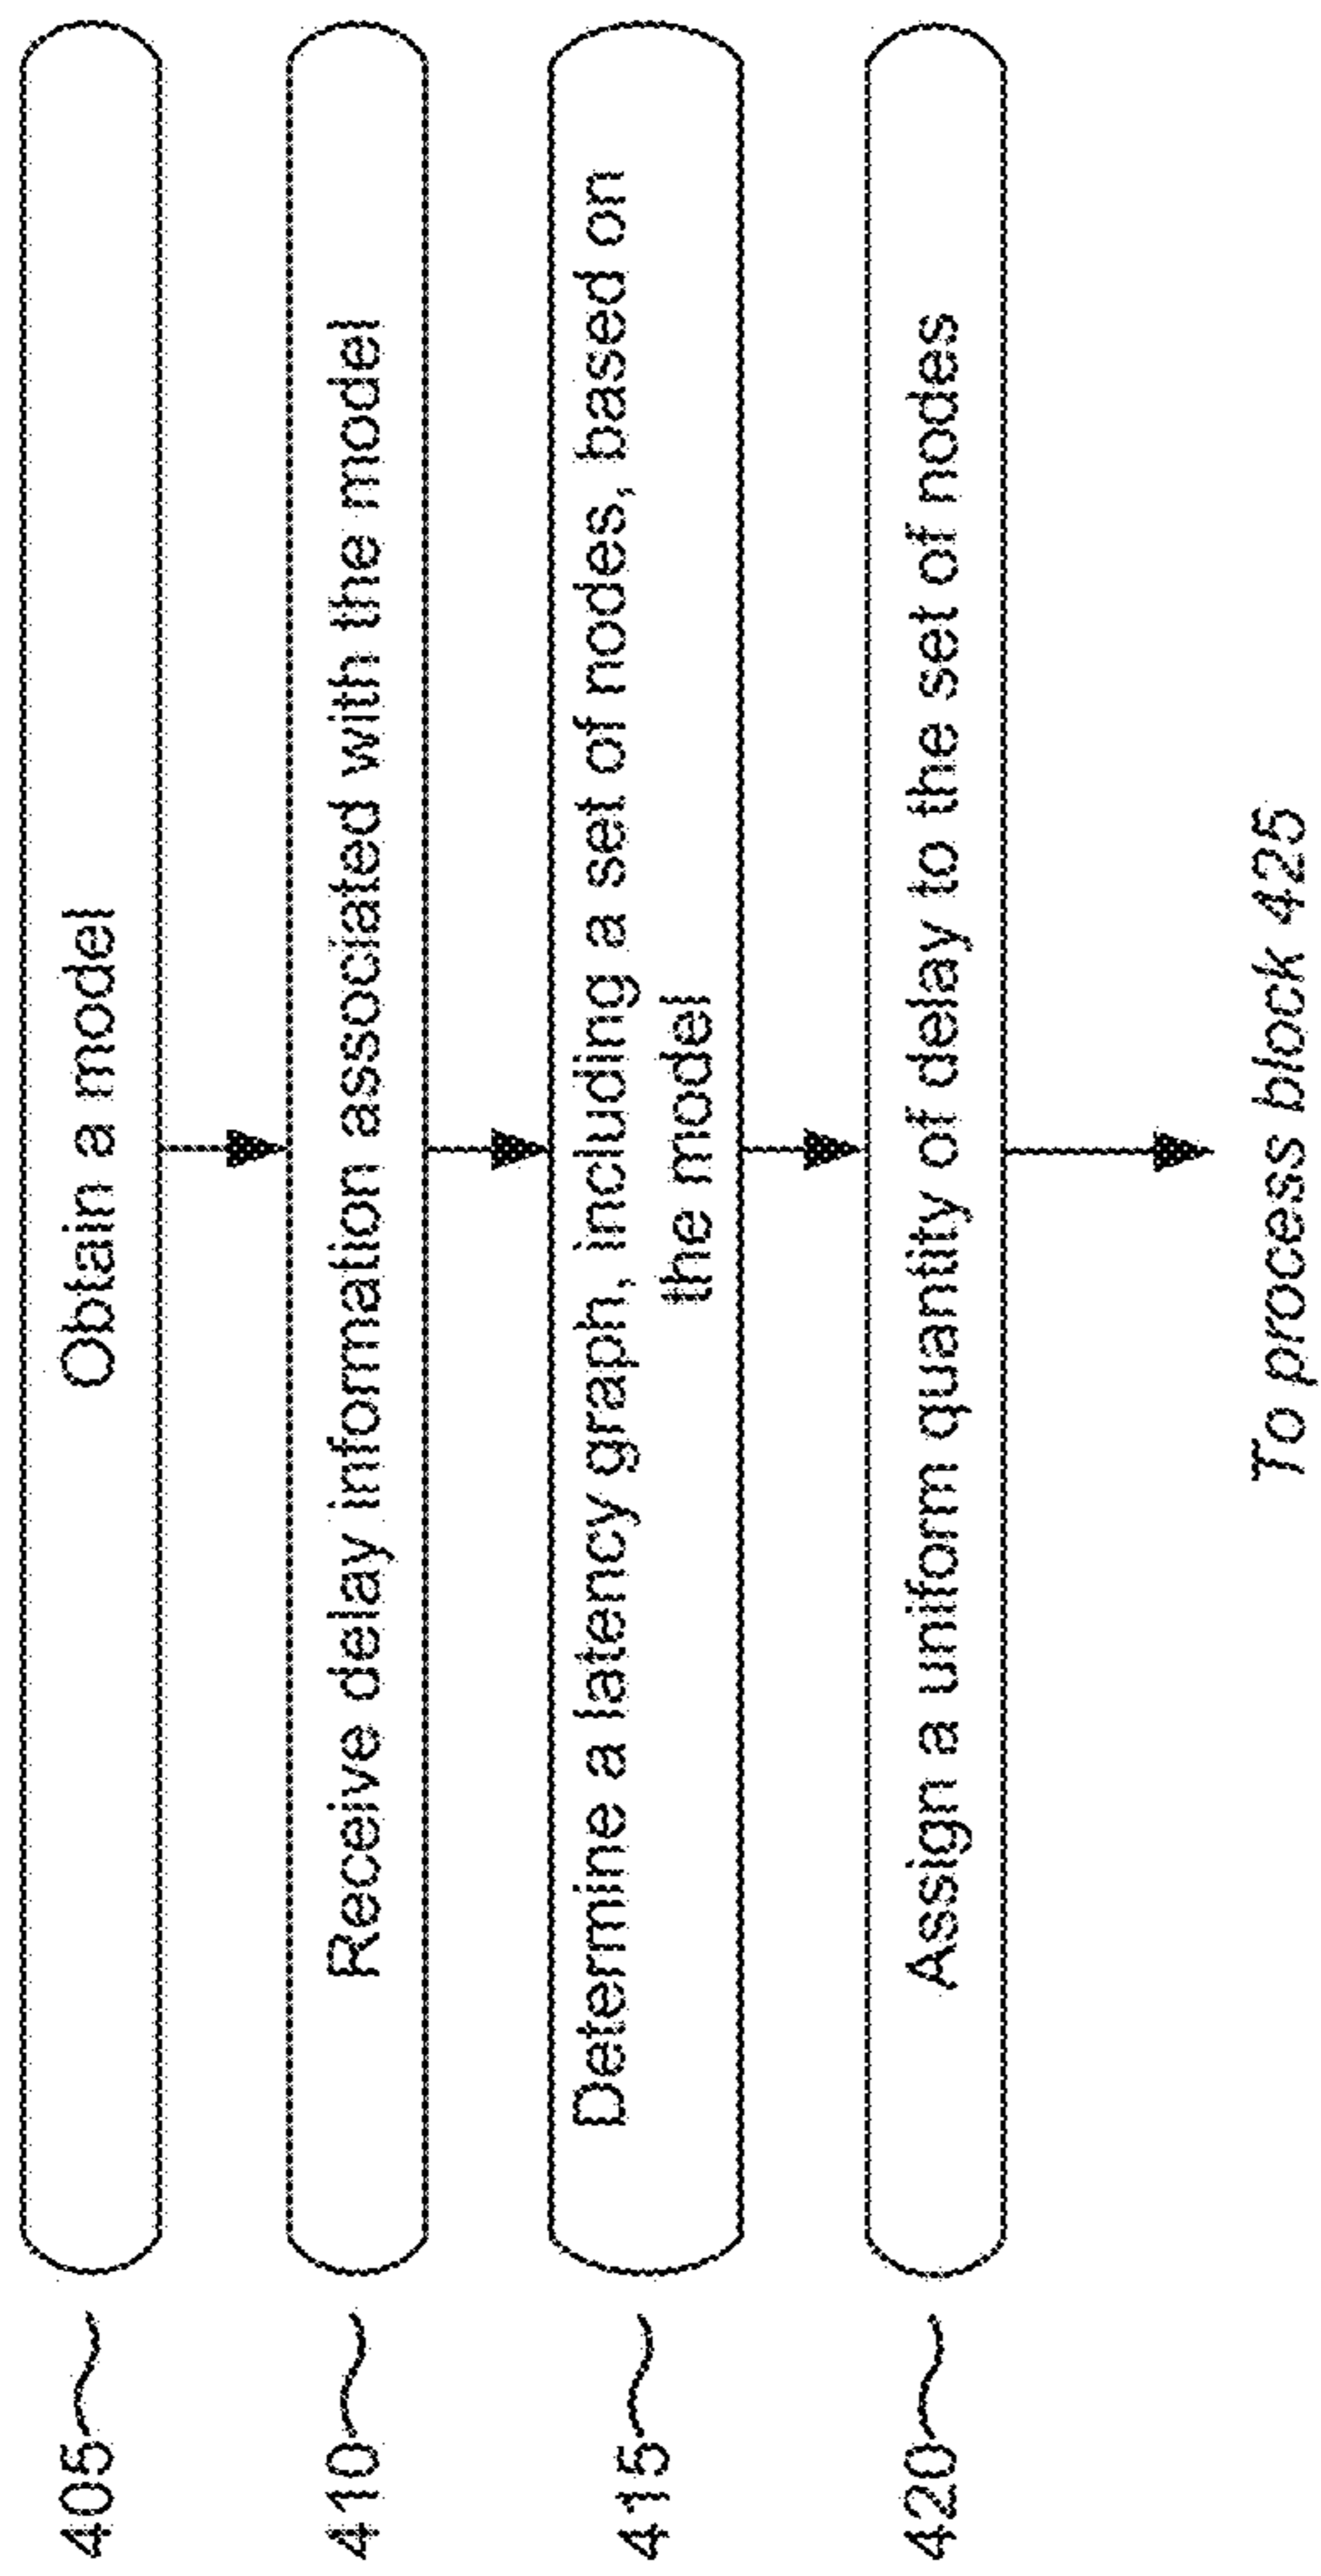 405
Obtain a model
410
Receive delay information associated with the model
415
Determine a latency graph, including a set of nodes, based on
the model
420
Assign a uniform quantity of delay to the set of nodes
To process block 425